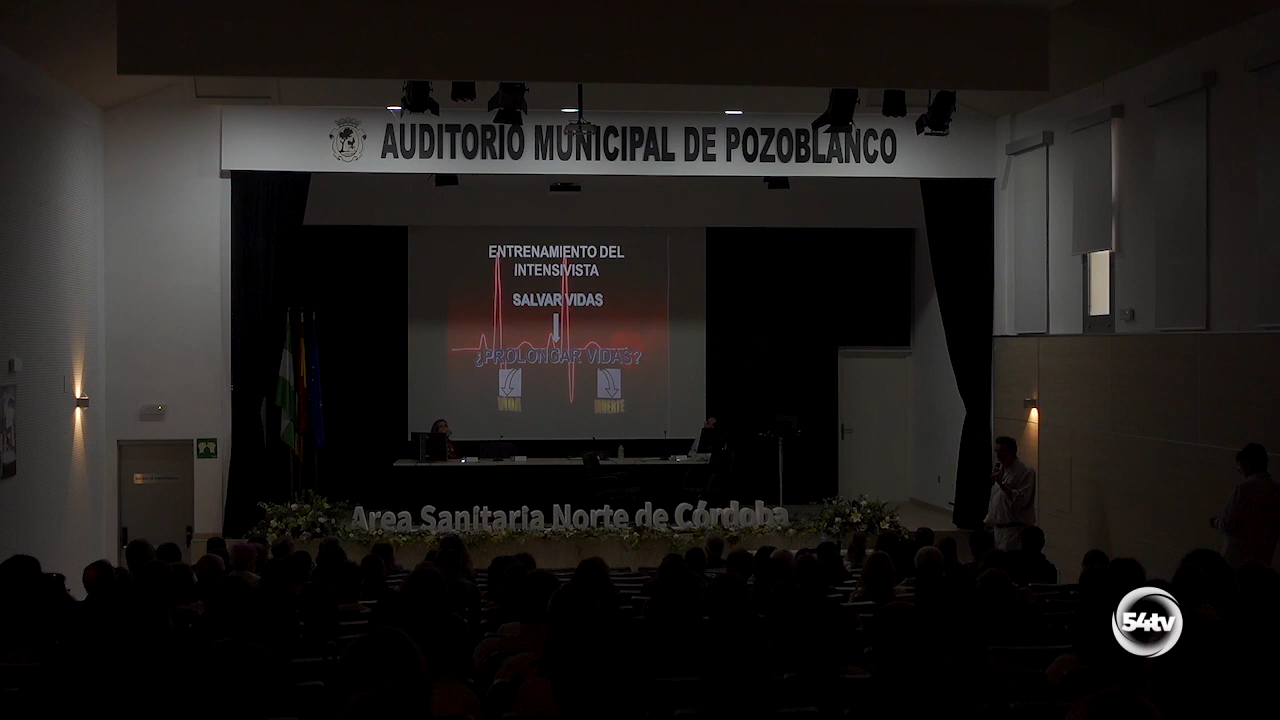 AUDITORIO MUNICIPAL DE POZOBLANCO
ENTRENAMIENTO DEL
INTENSIVISTA
SALVAR VIDAS
¿PROLONGAR VIDAS?
VIDA
MUERTE
Area Sanitaria Norte de Córdoba
54tv